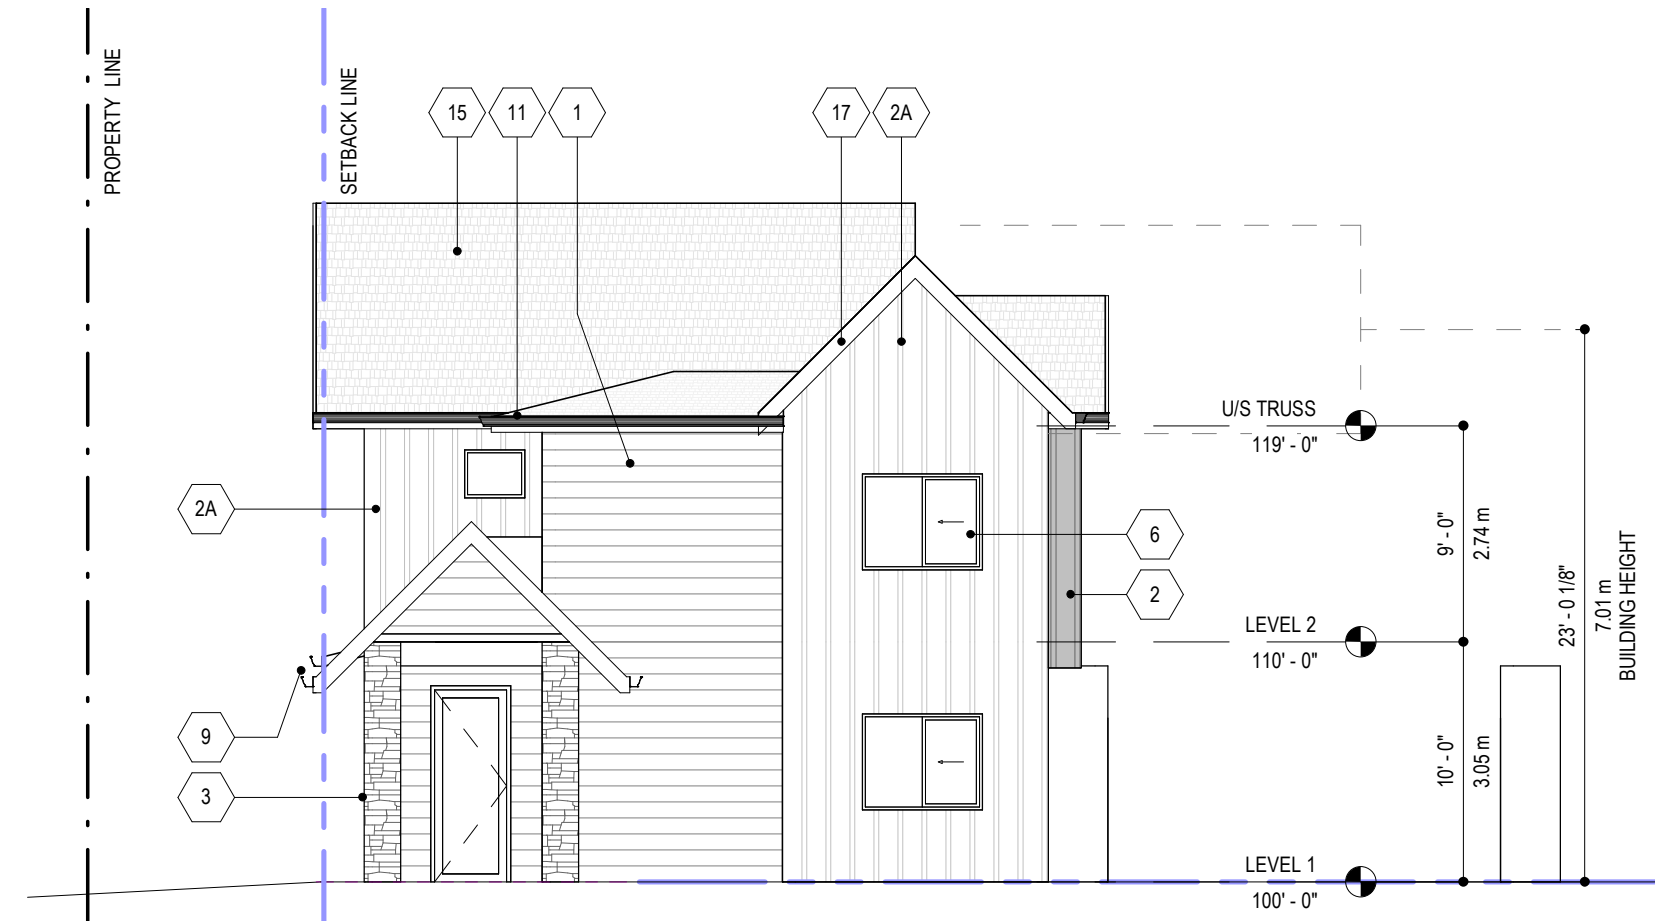 PROPERTY LINE
SETBACK LINE
15
11
1
17
2A
U/S TRUSS
119' - 0"
2A
6
9' - 0"
2.74 m
2
23' - 0 1/8"
7.01 m
BUILDING HEIGHT
LEVEL 2
110' - 0"
9
10' - 0"
3.05 m
3
LEVEL 1
100' - 0"